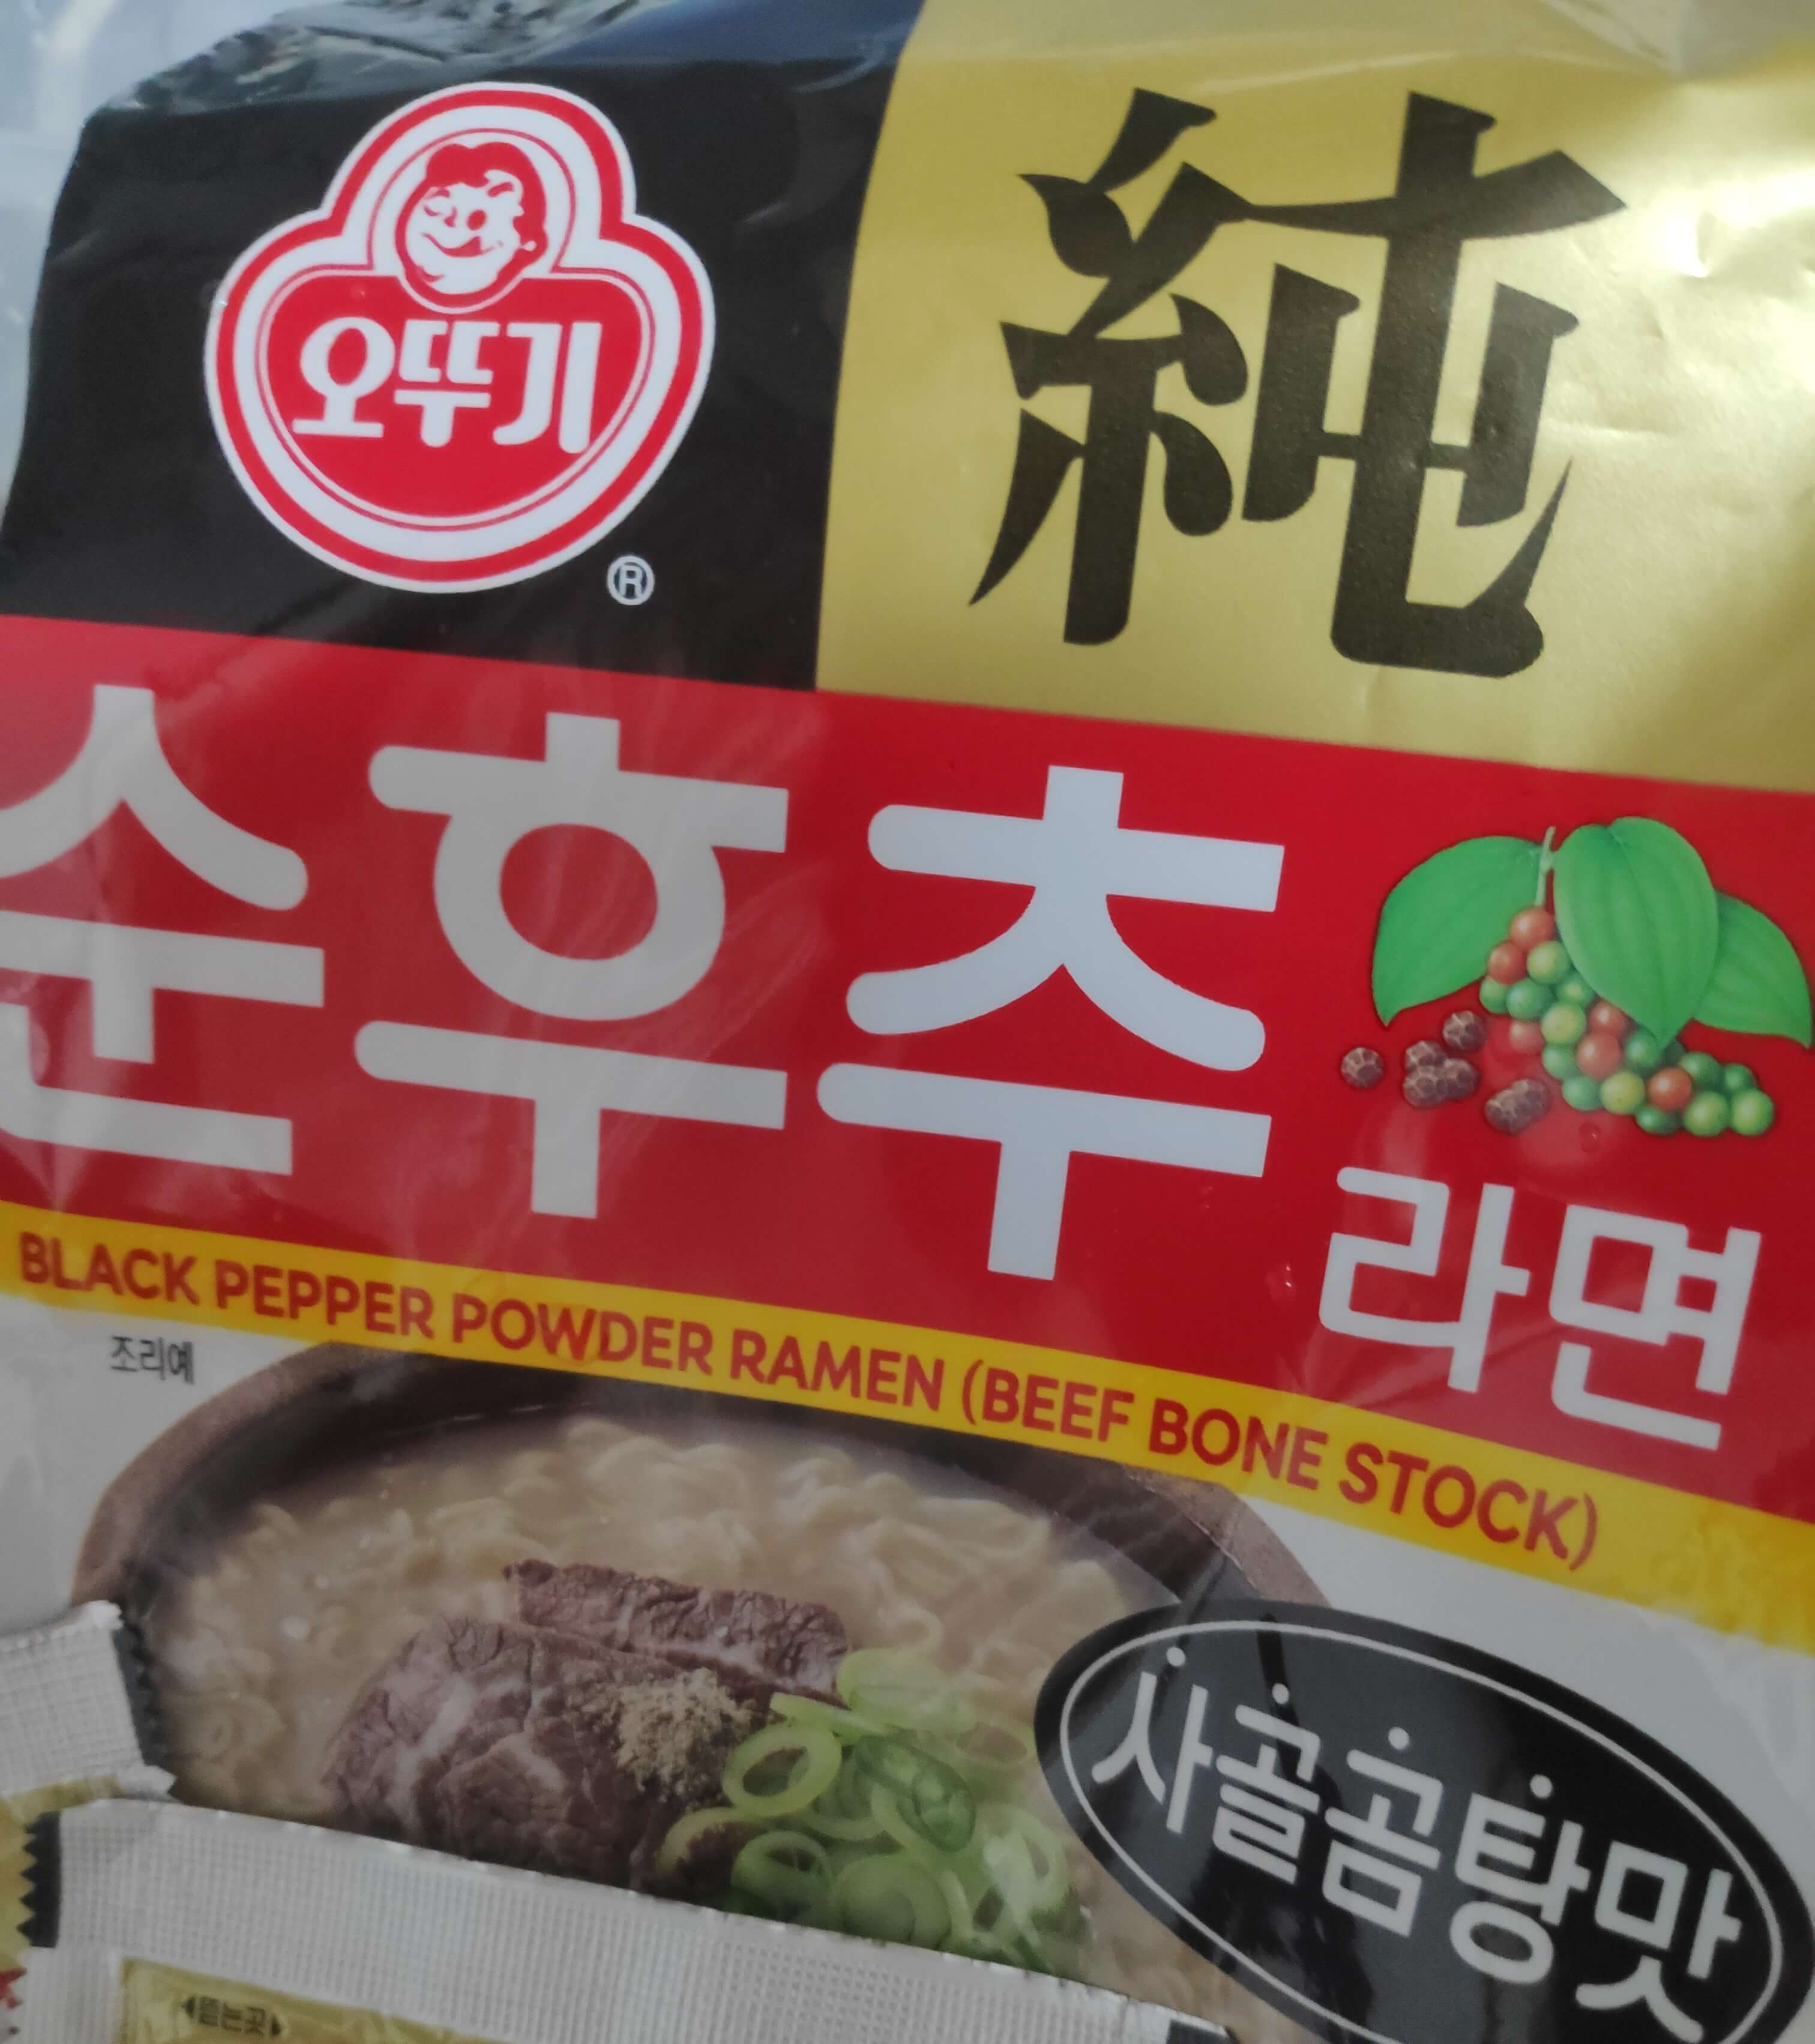 오뚜기
®
純
순후추
라면
BLACK PEPPER POWDER RAMEN (BEEF BONE STOCK)
조리예
사골곰탕맛